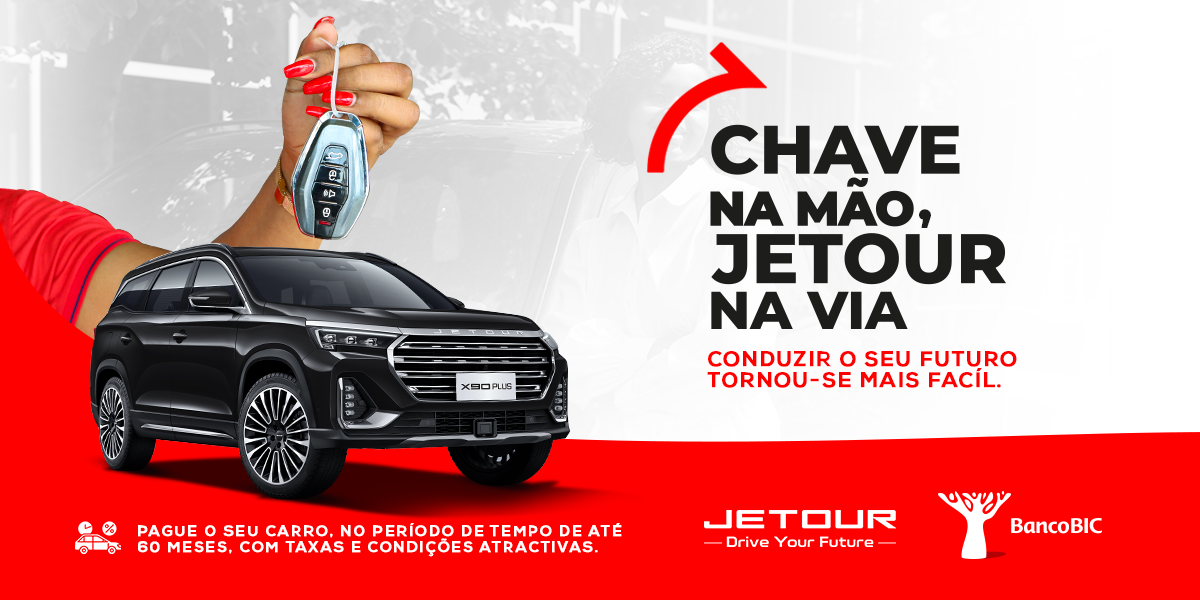 CHAVE
NA MÃO,
JETOUR
NA VIA
CONDUZIR O SEU FUTURO
TORNOU-SE MAIS FACÍL.
JETOUR
X90 PLUS
PAGUE O SEU CARRO, NO PERÍODO DE TEMPO DE ATÉ
60 MESES, COM TAXAS E CONDIÇÕES ATRACTIVAS.
JETOUR
Drive Your Future
BancoBIC